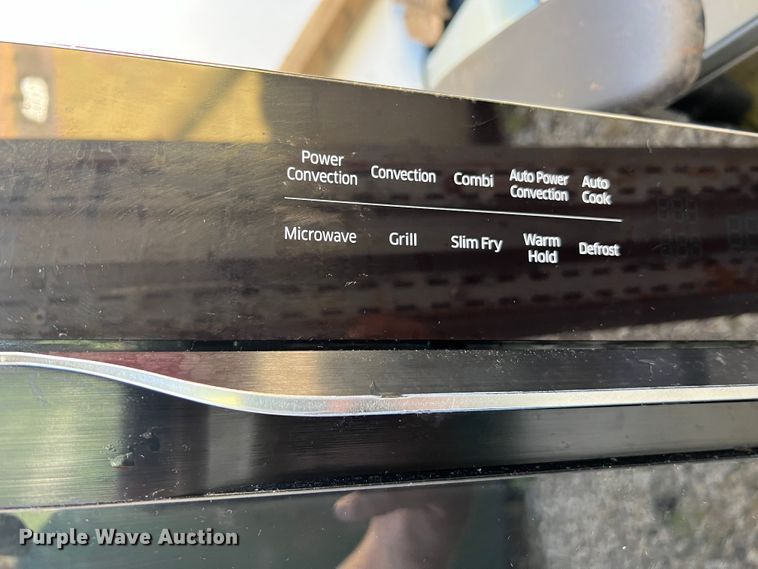 Power Convection Convection Combi Auto Power Convection Auto Cook
Microwave Grill Slim Fry Warm Hold Defrost
Purple Wave Auction